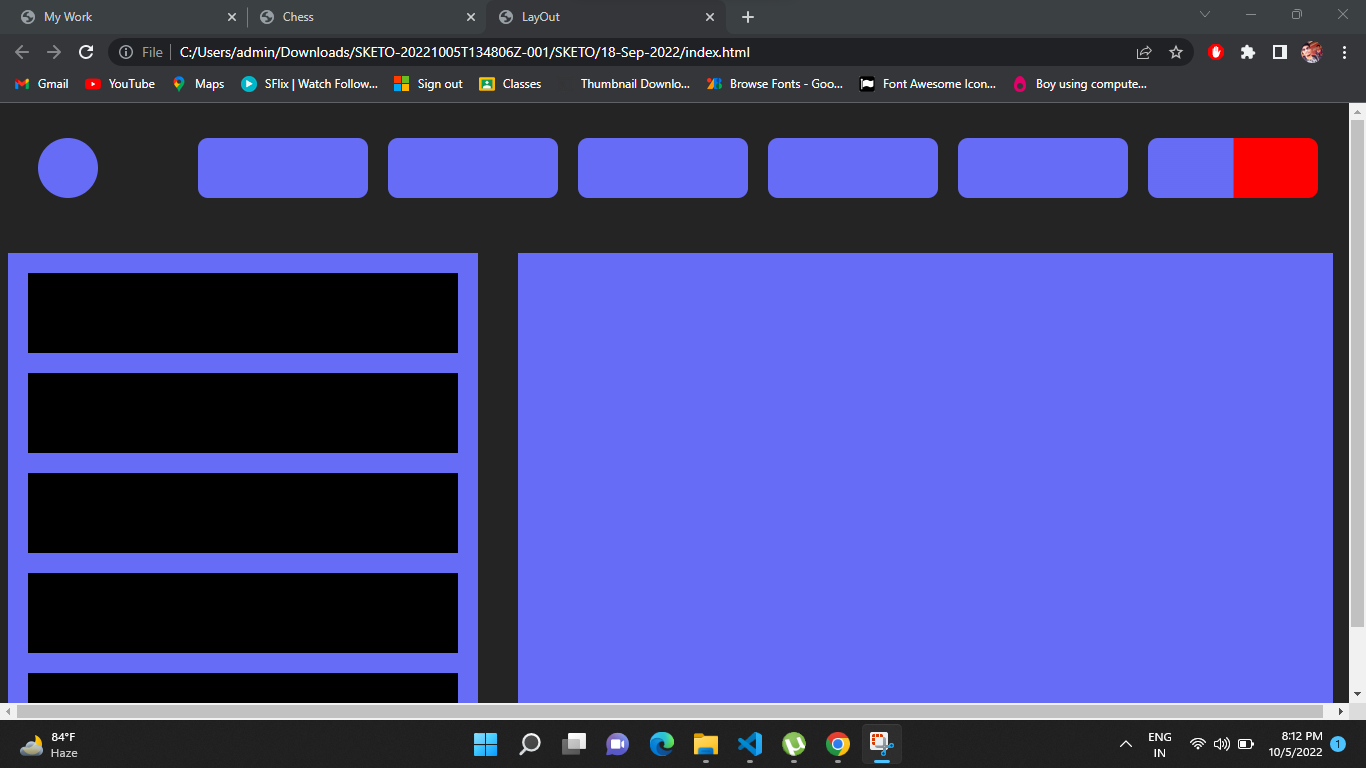 My Work
Chess
LayOut
File
C:/Users/admin/Downloads/SKETO-20221005T134806Z-001/SKETO/18-Sep-2022/index.html
Gmail
YouTube
Maps
SFlix | Watch Follow...
Sign out
Classes
Thumbnail Downlo...
Browse Fonts - Goo...
Font Awesome Icon...
Boy using compute...
84°F
Haze
ENG
IN
8:12 PM
10/5/2022
1